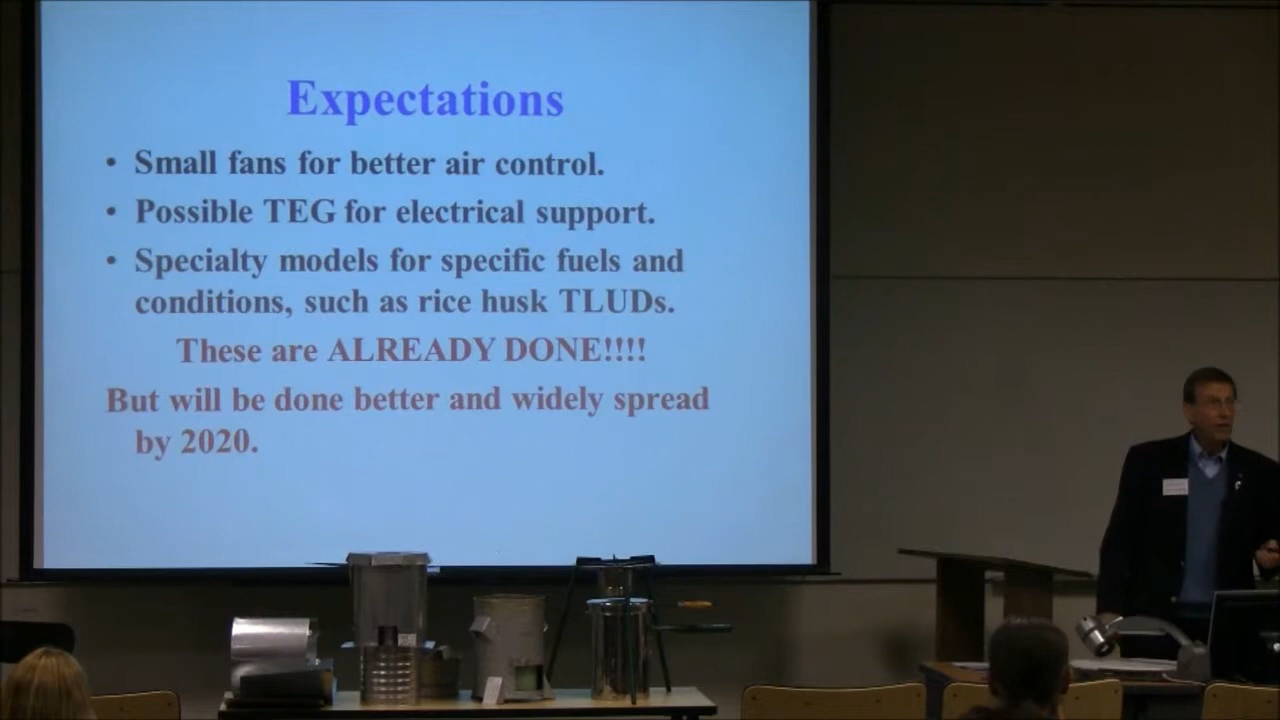 Expectations
• Small fans for better air control.
• Possible TEG for electrical support.
• Specialty models for specific fuels and
conditions, such as rice husk TLUDs.
These are ALREADY DONE!!!!
But will be done better and widely spread
by 2020.